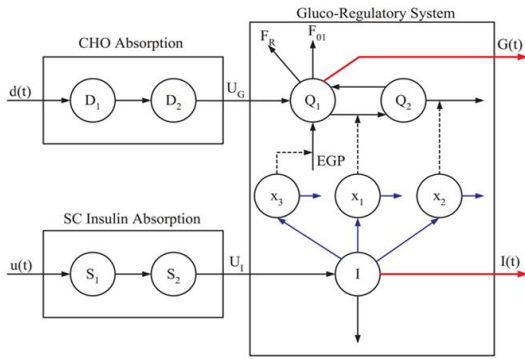 Gluco-Regulatory System
CHO Absorption
F_R
F_01
G(t)
d(t)
D_1
D_2
U_G
Q_1
Q_2
EGP
x_3
x_1
x_2
SC Insulin Absorption
u(t)
S_1
S_2
U_I
I
I(t)